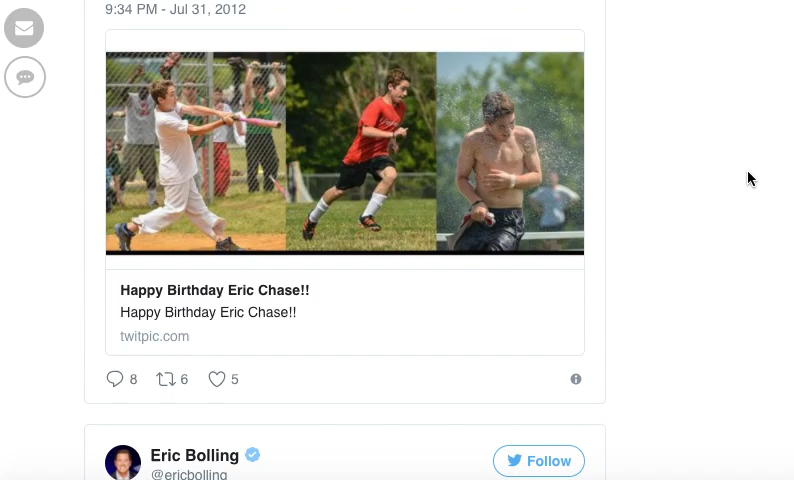 9:34 PM - Jul 31, 2012
Happy Birthday Eric Chase!!
Happy Birthday Eric Chase!!
twitpic.com
8 6 5
Eric Bolling
Follow
@ericbolling